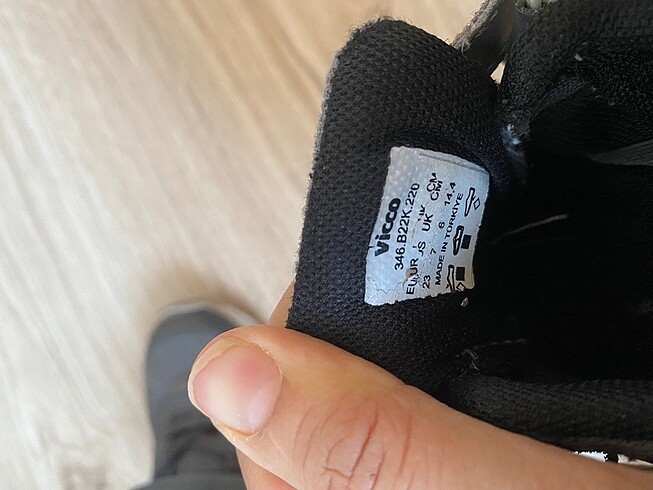 Vicco
346.B22K.220
EUR US UK CM
23 7 6 14.4
MADE IN TÜRKİYE